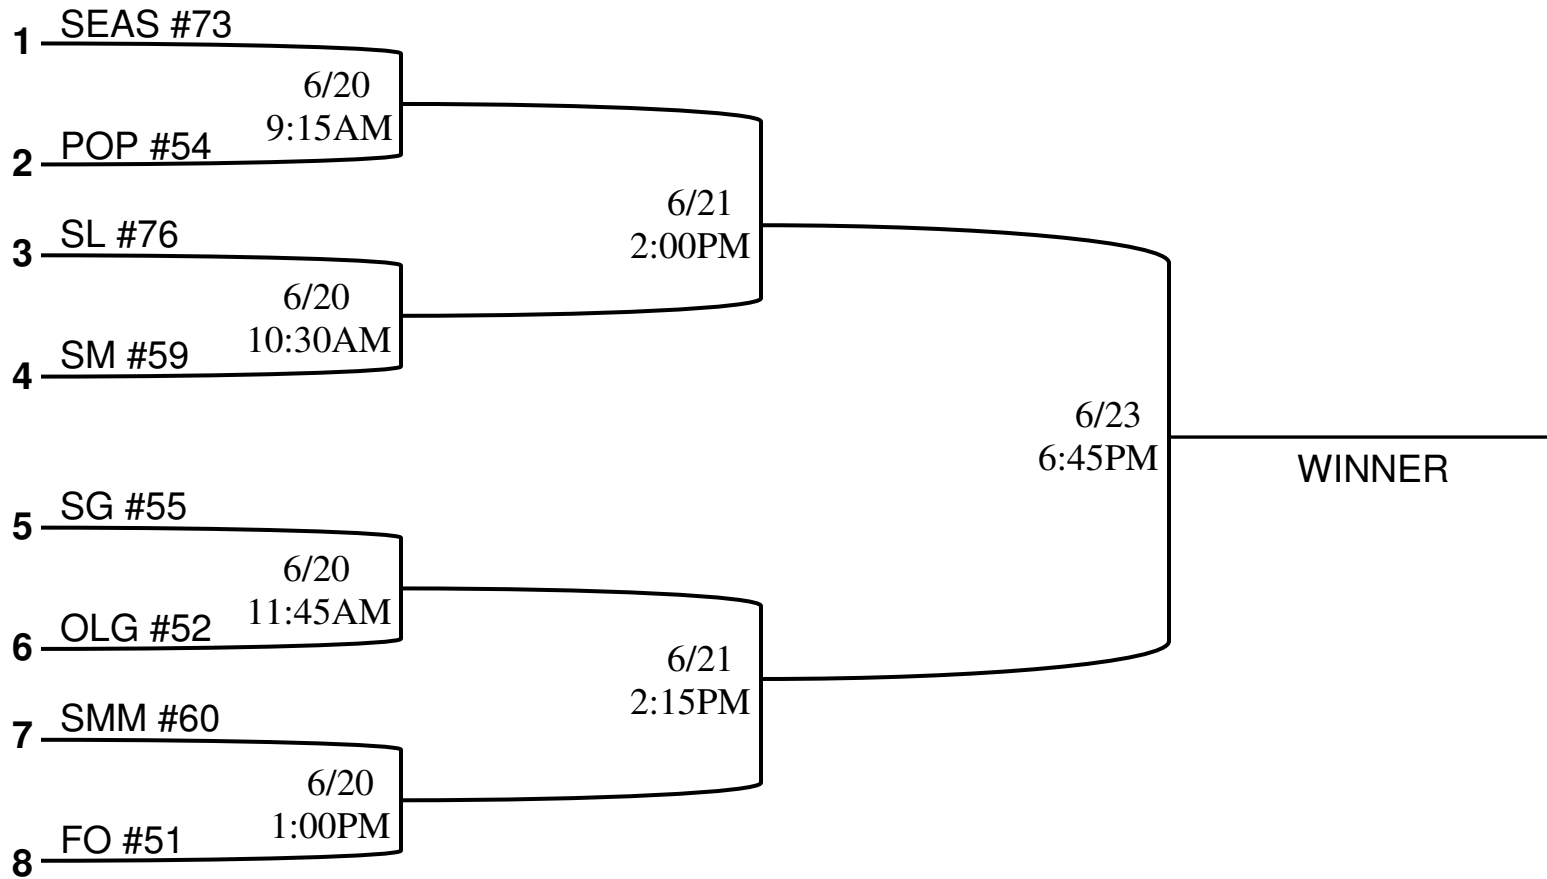 1 SEAS #73
6/20
9:15AM
2 POP #54
6/21
2:00PM
3 SL #76
6/20
10:30AM
4 SM #59
6/23
6:45PM
WINNER
5 SG #55
6/20
11:45AM
6 OLG #52
6/21
2:15PM
7 SMM #60
6/20
1:00PM
8 FO #51